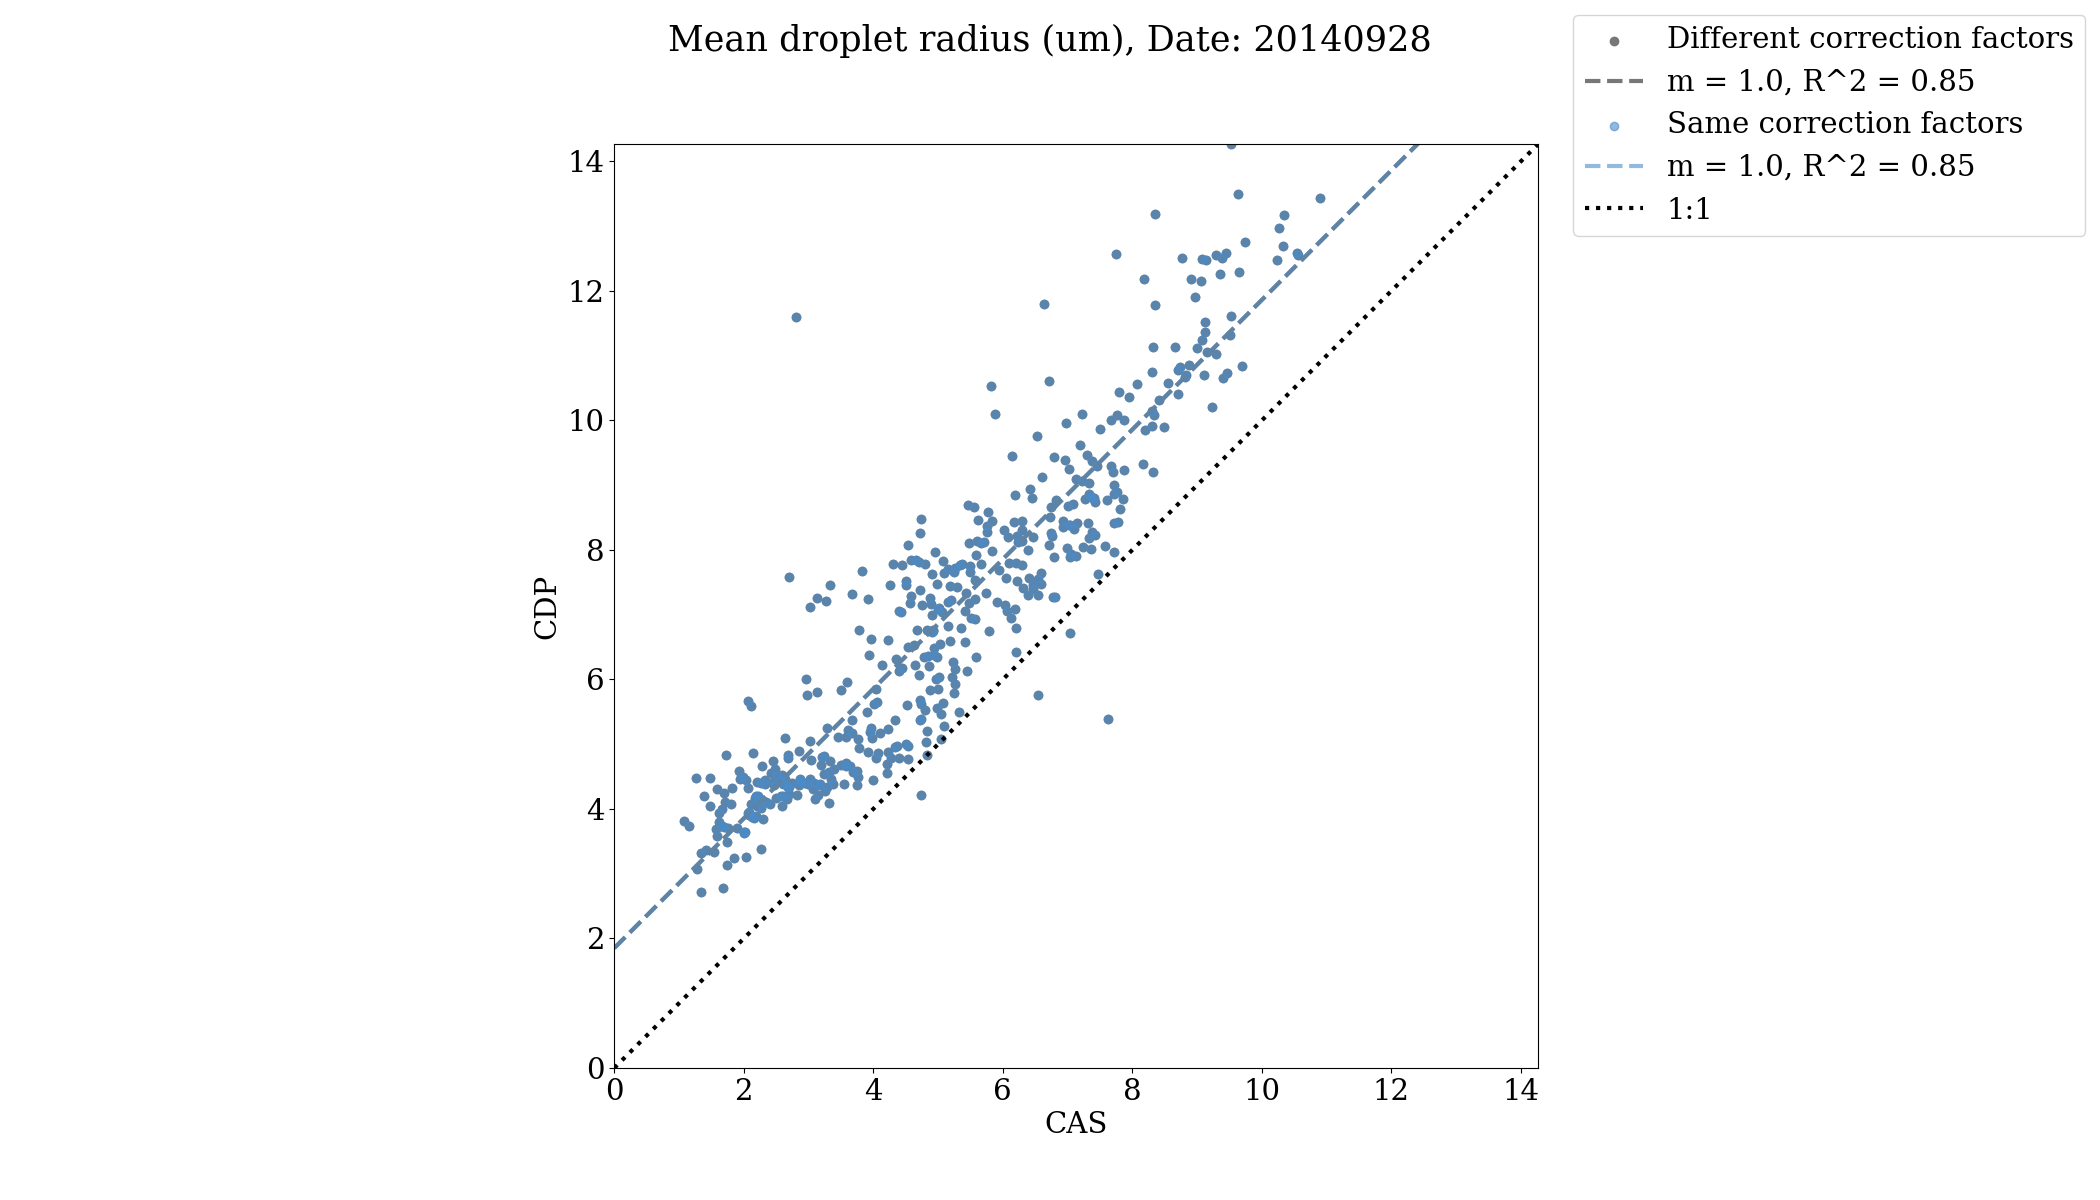 Mean droplet radius (um), Date: 20140928
Different correction factors
m = 1.0, R^2 = 0.85
Same correction factors
m = 1.0, R^2 = 0.85
1:1
14
12
10
8
6
4
2
0
CDP
0 2 4 6 8 10 12 14
CAS